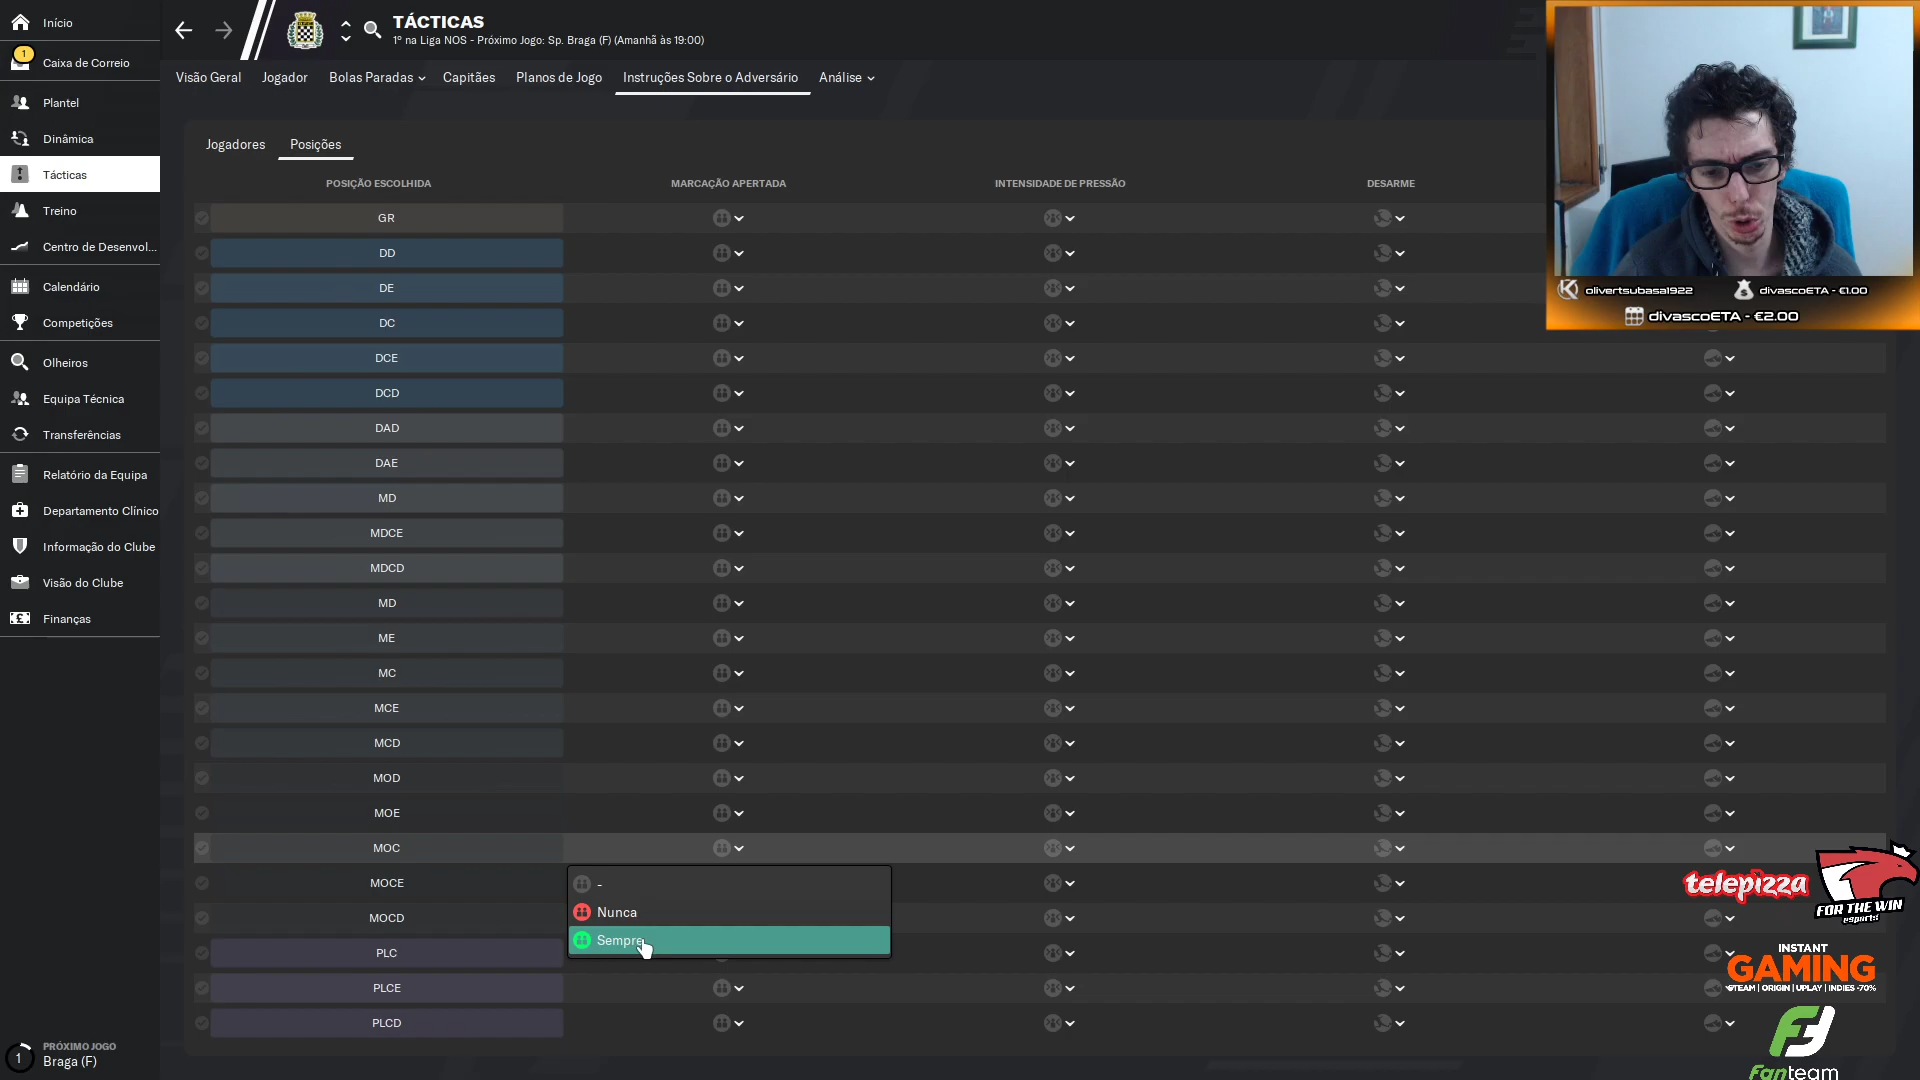 Início
1
Caixa de Correio
Plantel
Dinâmica
Tácticas
Treino
Centro de Desenvol...
Calendário
Competições
Olheiros
Equipa Técnica
Transferências
Relatório da Equipa
Departamento Clínico
Informação do Clube
Visão do Clube
Finanças
1
PRÓXIMO JOGO
Braga (F)
TÁCTICAS
1º na Liga NOS - Próximo Jogo: Sp. Braga (F) (Amanhã às 19:00)
Visão Geral
Jogador
Bolas Paradas
Capitães
Planos de Jogo
Instruções Sobre o Adversário
Análise
Jogadores
Posições
POSIÇÃO ESCOLHIDA
MARCAÇÃO APERTADA
INTENSIDADE DE PRESSÃO
DESARME
GR
DD
DE
DC
DCE
DCD
DAD
DAE
MD
MDCE
MDCD
MD
ME
MC
MCE
MCD
MOD
MOE
MOC
MOCE
MOCD
PLC
PLCE
PLCD
-
Nunca
Sempre
olivertsubasa1922
divascoETA - €1.00
divascoETA - €2.00
telepizza
FOR THE WIN
esports
INSTANT
GAMING
STEAM | ORIGIN | UPLAY | INDIES -70%
Fanteam